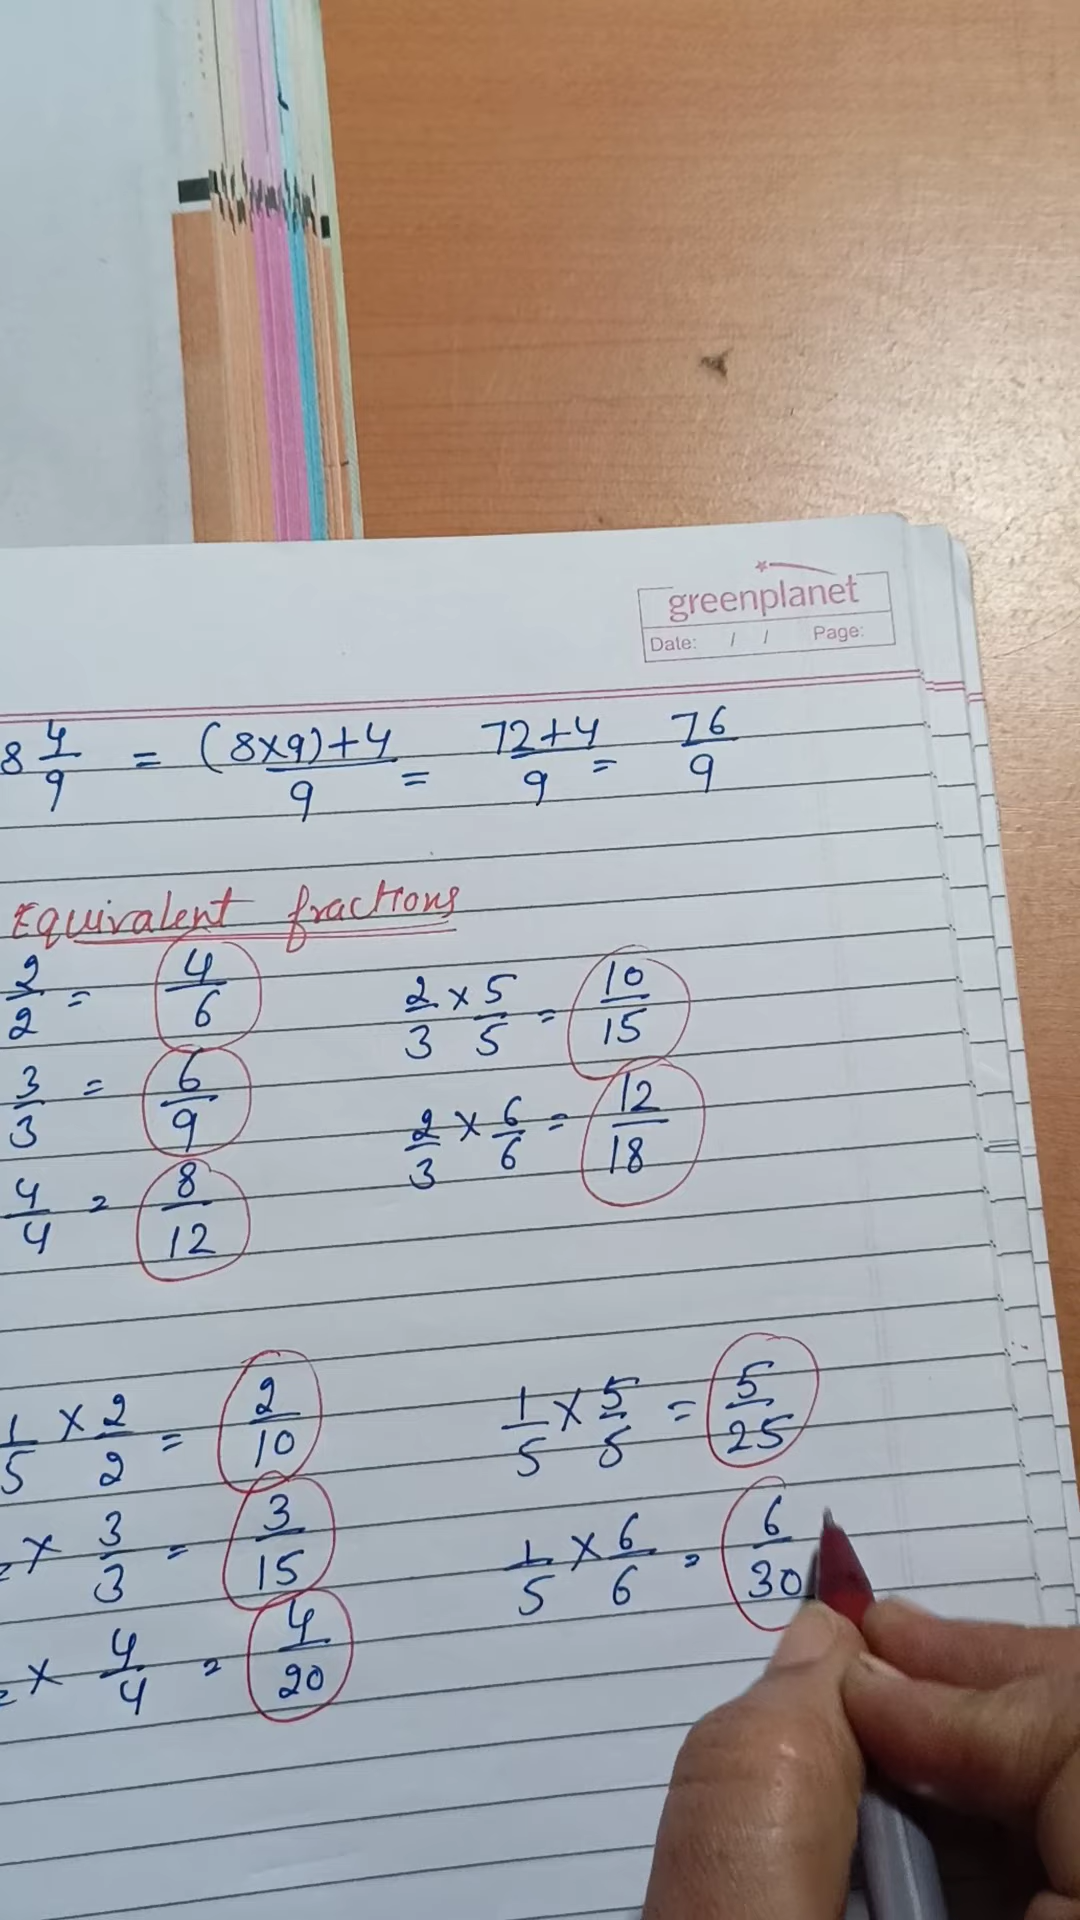 greenplanet
Date: / / Page:
8 4/9 = (8×9)+4/9 = 72+4/9 = 76/9
Equivalent fractions
2/2 = 4/6 2/3 × 5/5 = 10/15
3/3 = 6/9 2/3 × 6/6 = 12/18
4/4 = 8/12
1/5 × 2/2 = 2/10 1/5 × 5/5 = 5/25
× 3/3 = 3/15 1/5 × 6/6 = 6/30
× 4/4 = 4/20